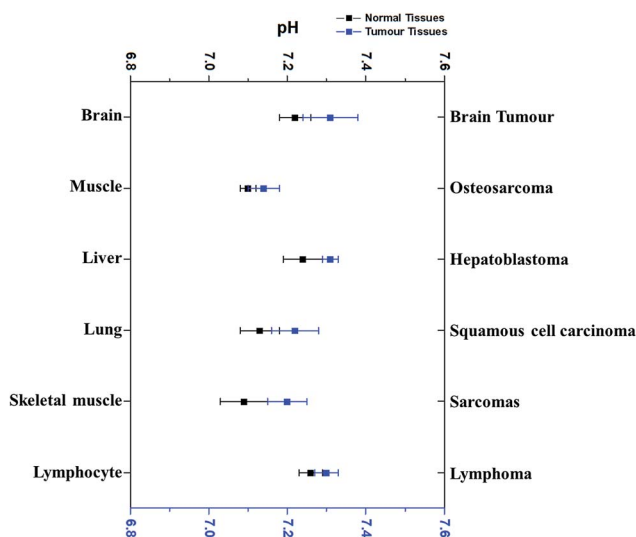 Normal Tissues
pH
Tumour Tissues
6.8 7.0 7.2 7.4 7.6
Brain Brain Tumour
Muscle Osteosarcoma
Liver Hepatoblastoma
Lung Squamous cell carcinoma
Skeletal muscle Sarcomas
Lymphocyte Lymphoma
6.8 7.0 7.2 7.4 7.6